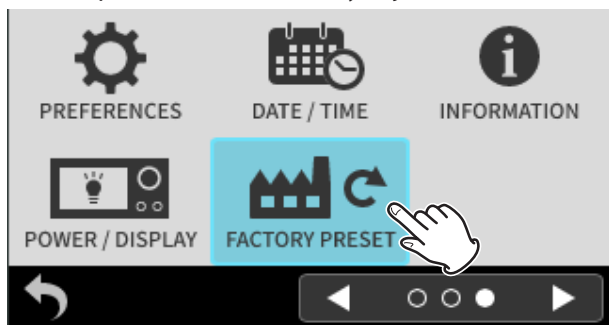 PREFERENCES
DATE / TIME
INFORMATION
POWER / DISPLAY
FACTORY PRESET